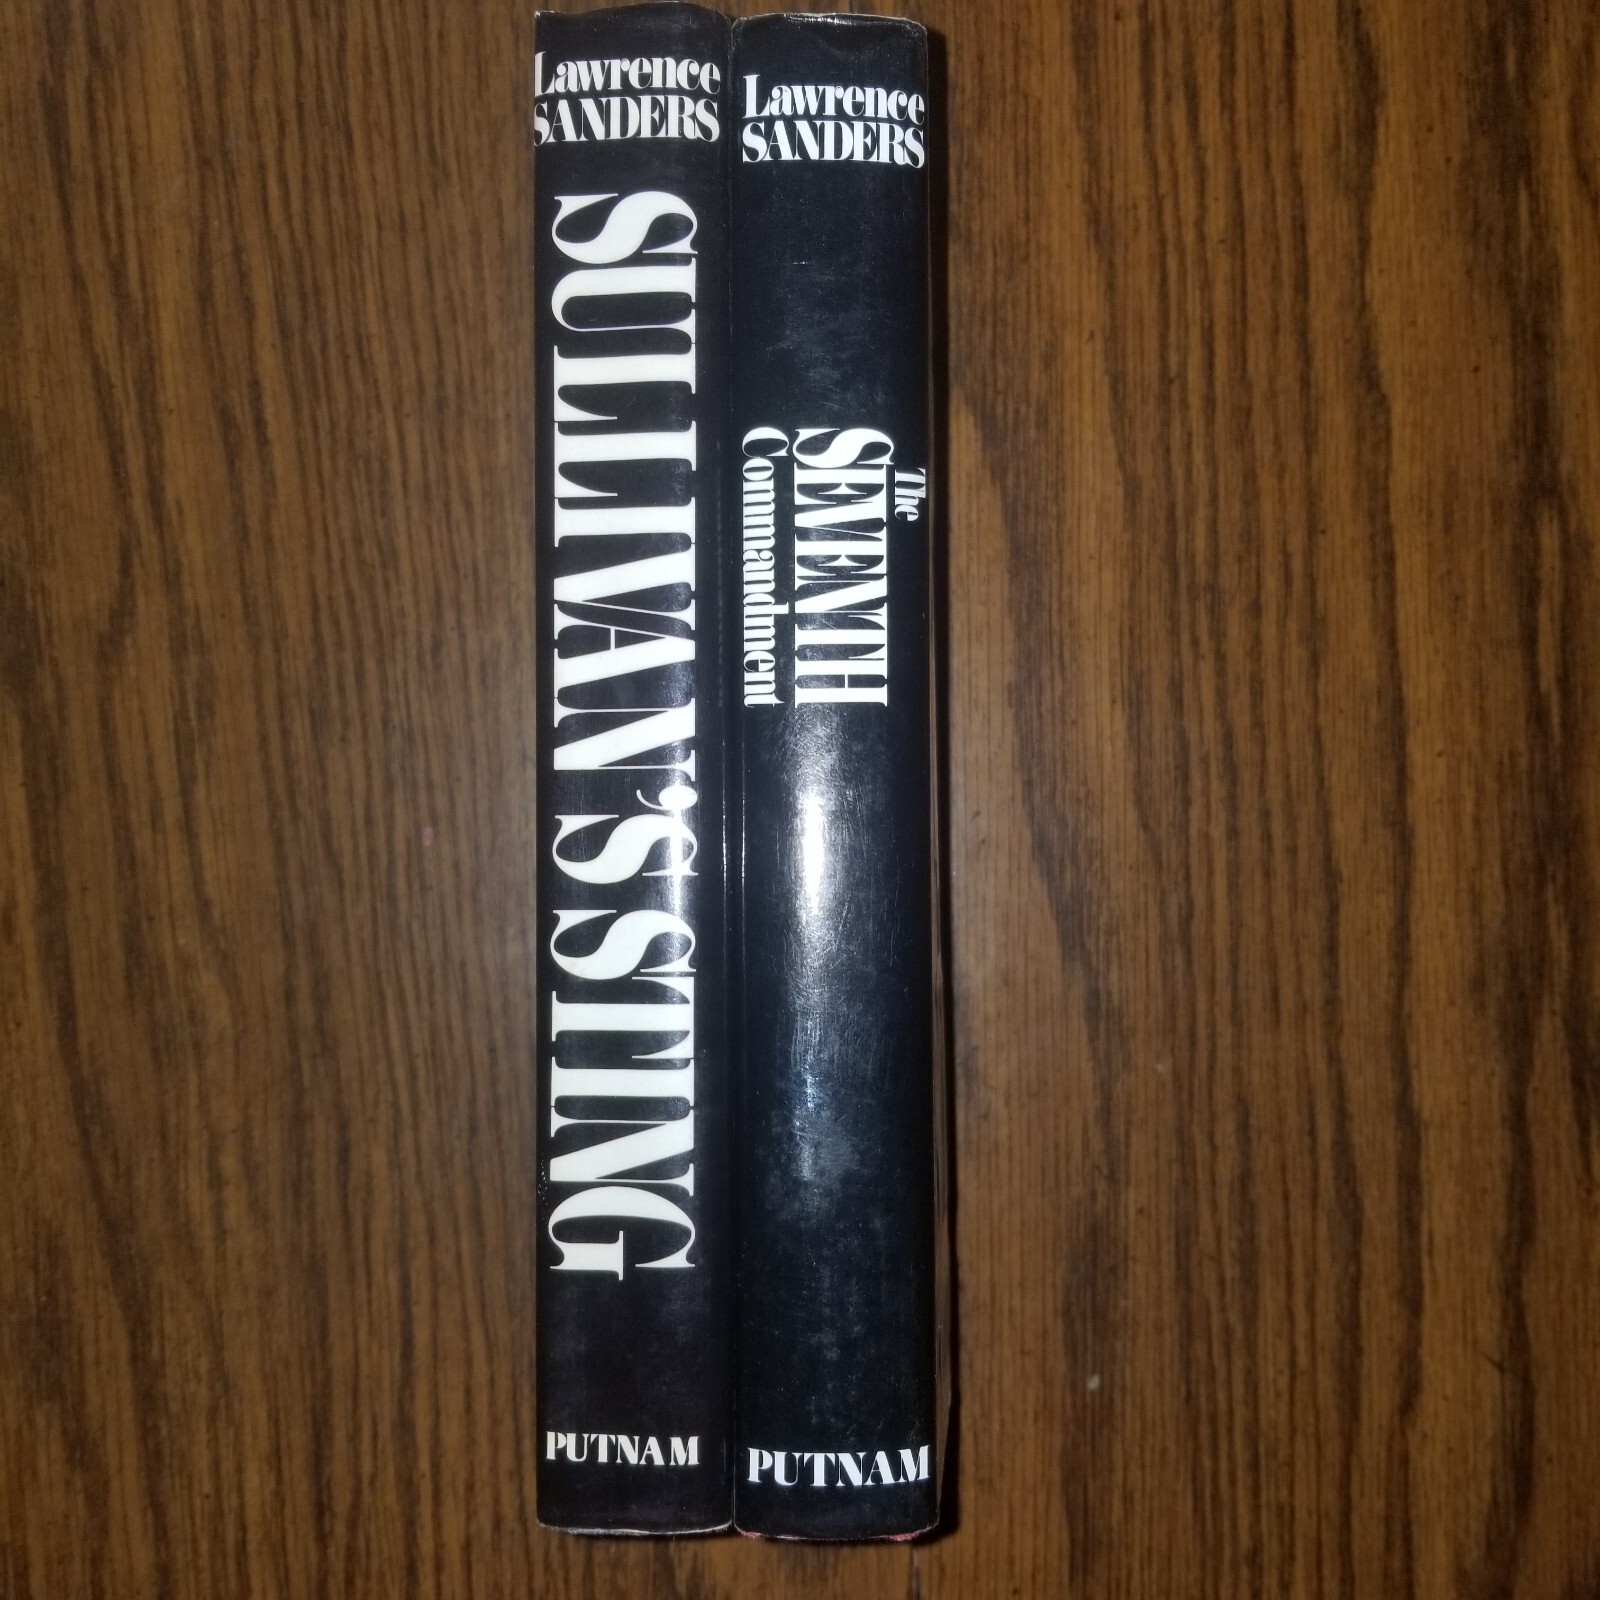 Lawrence
SANDERS
SULLIVAN'S STING
PUTNAM
Lawrence
SANDERS
The
SEVENTH
Commandment
PUTNAM